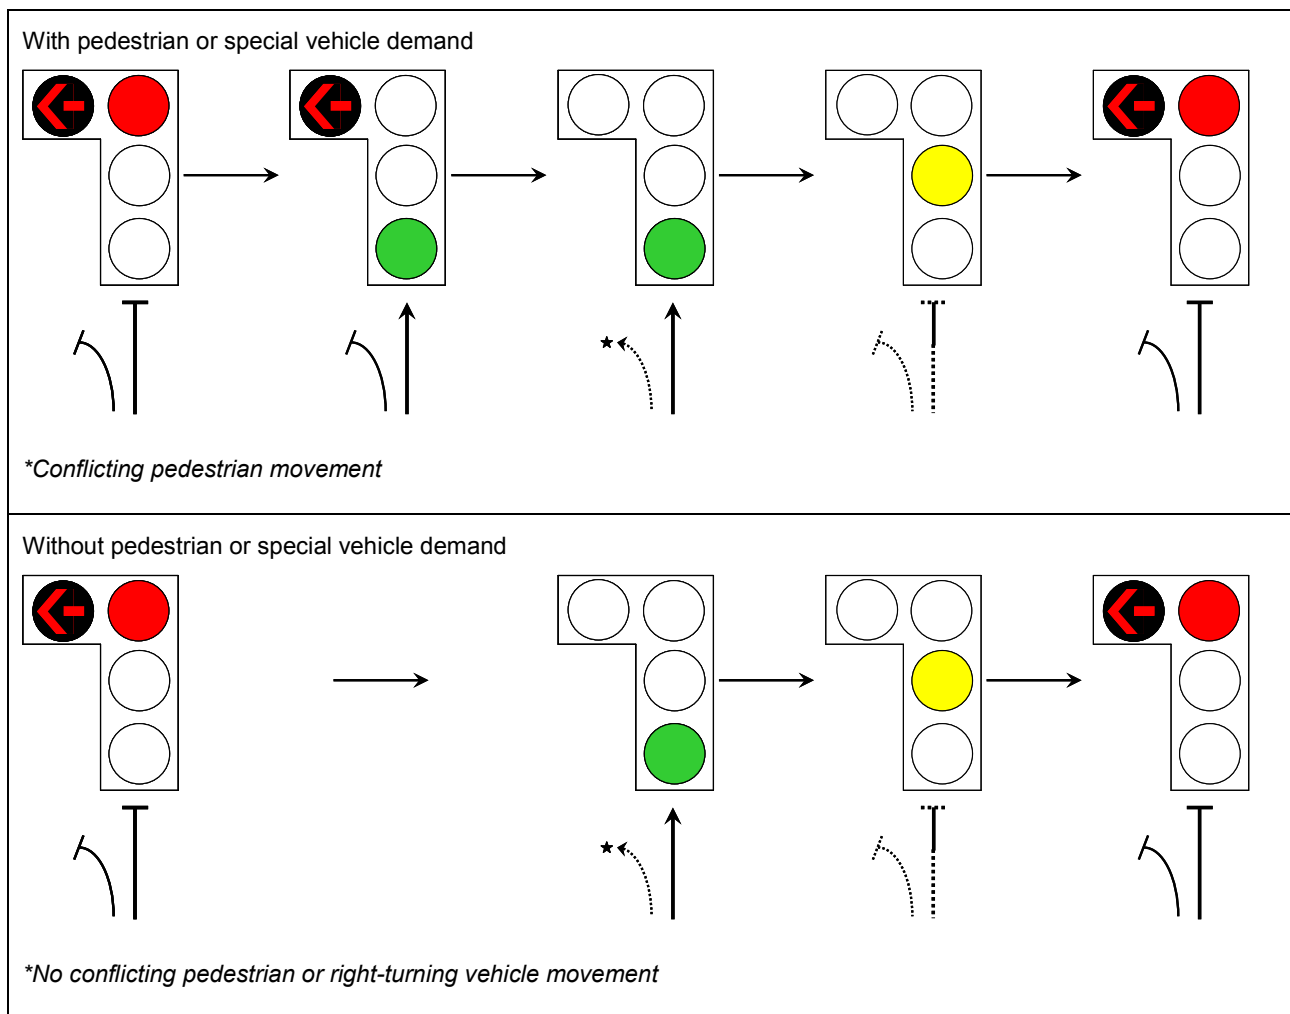 With pedestrian or special vehicle demand
*Conflicting pedestrian movement
Without pedestrian or special vehicle demand
*No conflicting pedestrian or right-turning vehicle movement